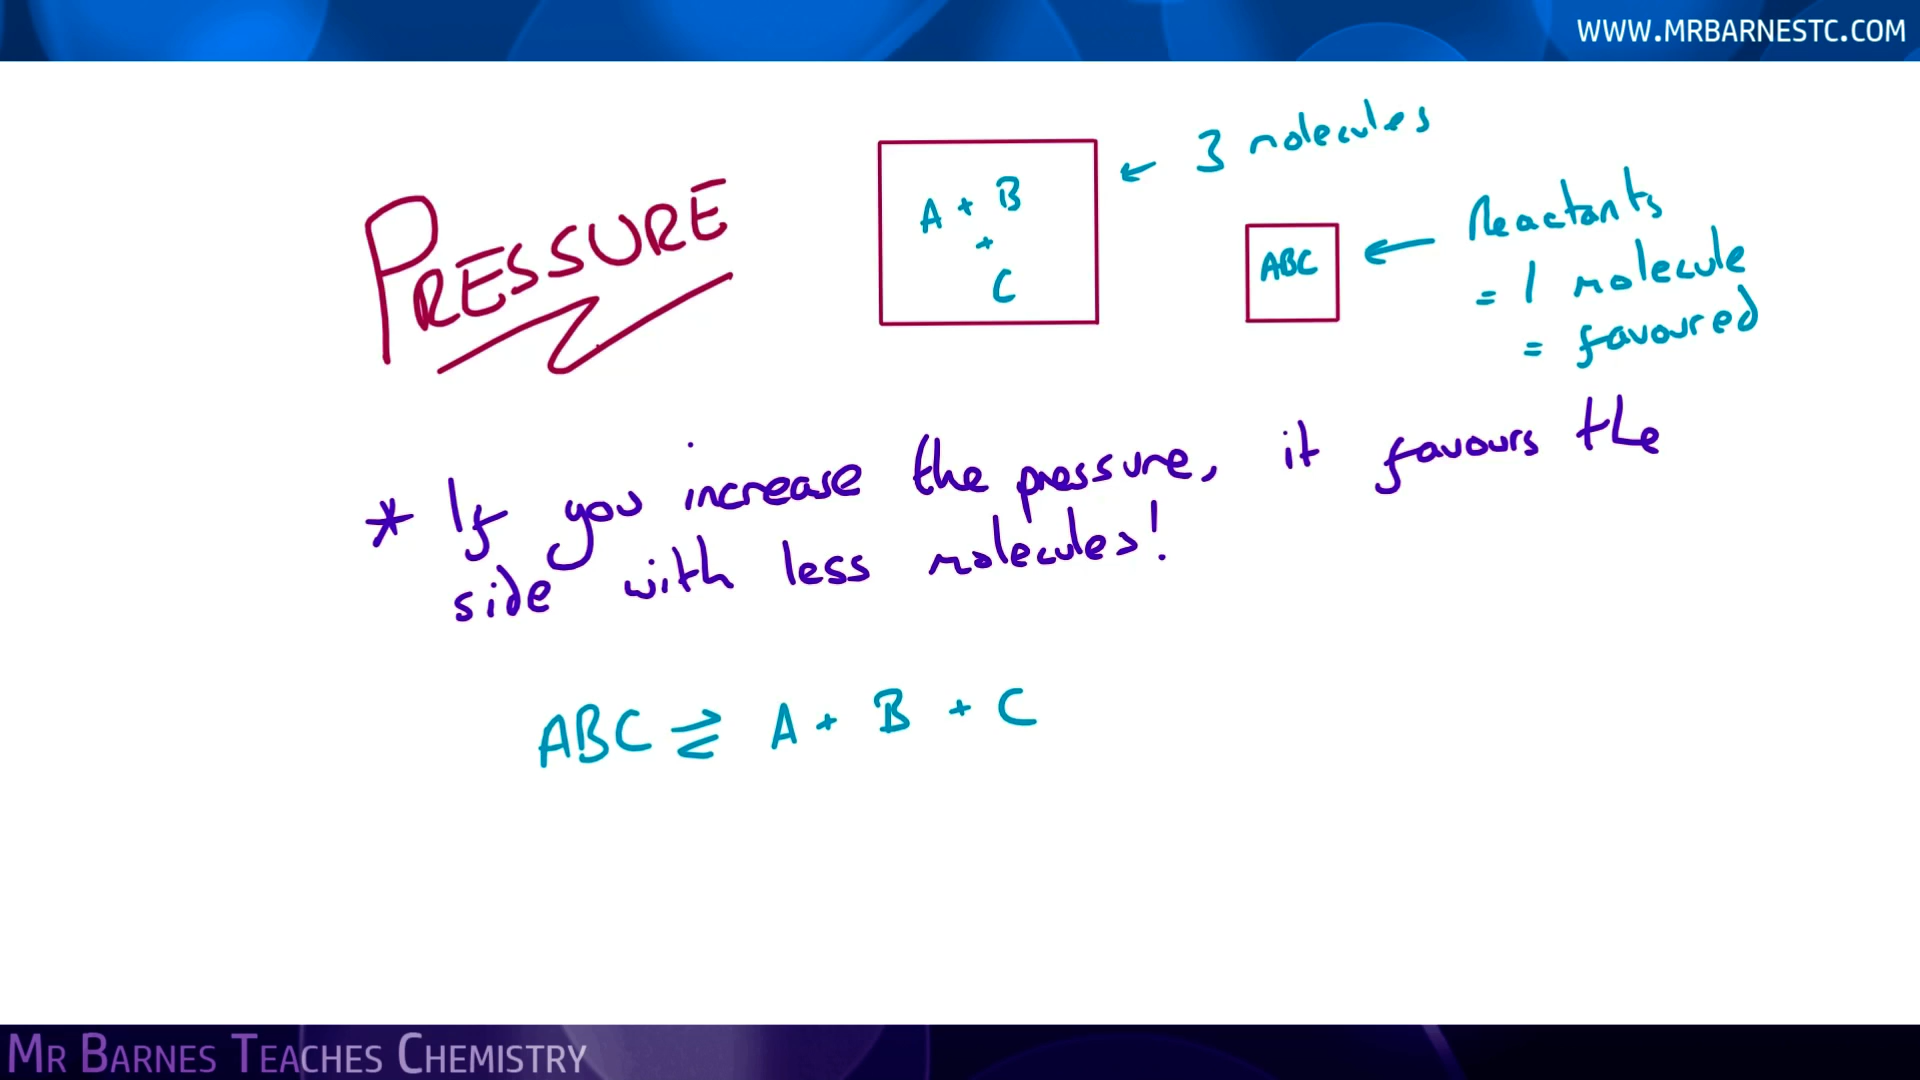 WWW.MRBARNESTC.COM
PRESSURE
A + B
+
C
← 3 molecules
ABC
← Reactants
= 1 molecule
= favoured
* If you increase the pressure, it favours the
side with less molecules!
ABC ⇌ A + B + C
MR BARNES TEACHES CHEMISTRY